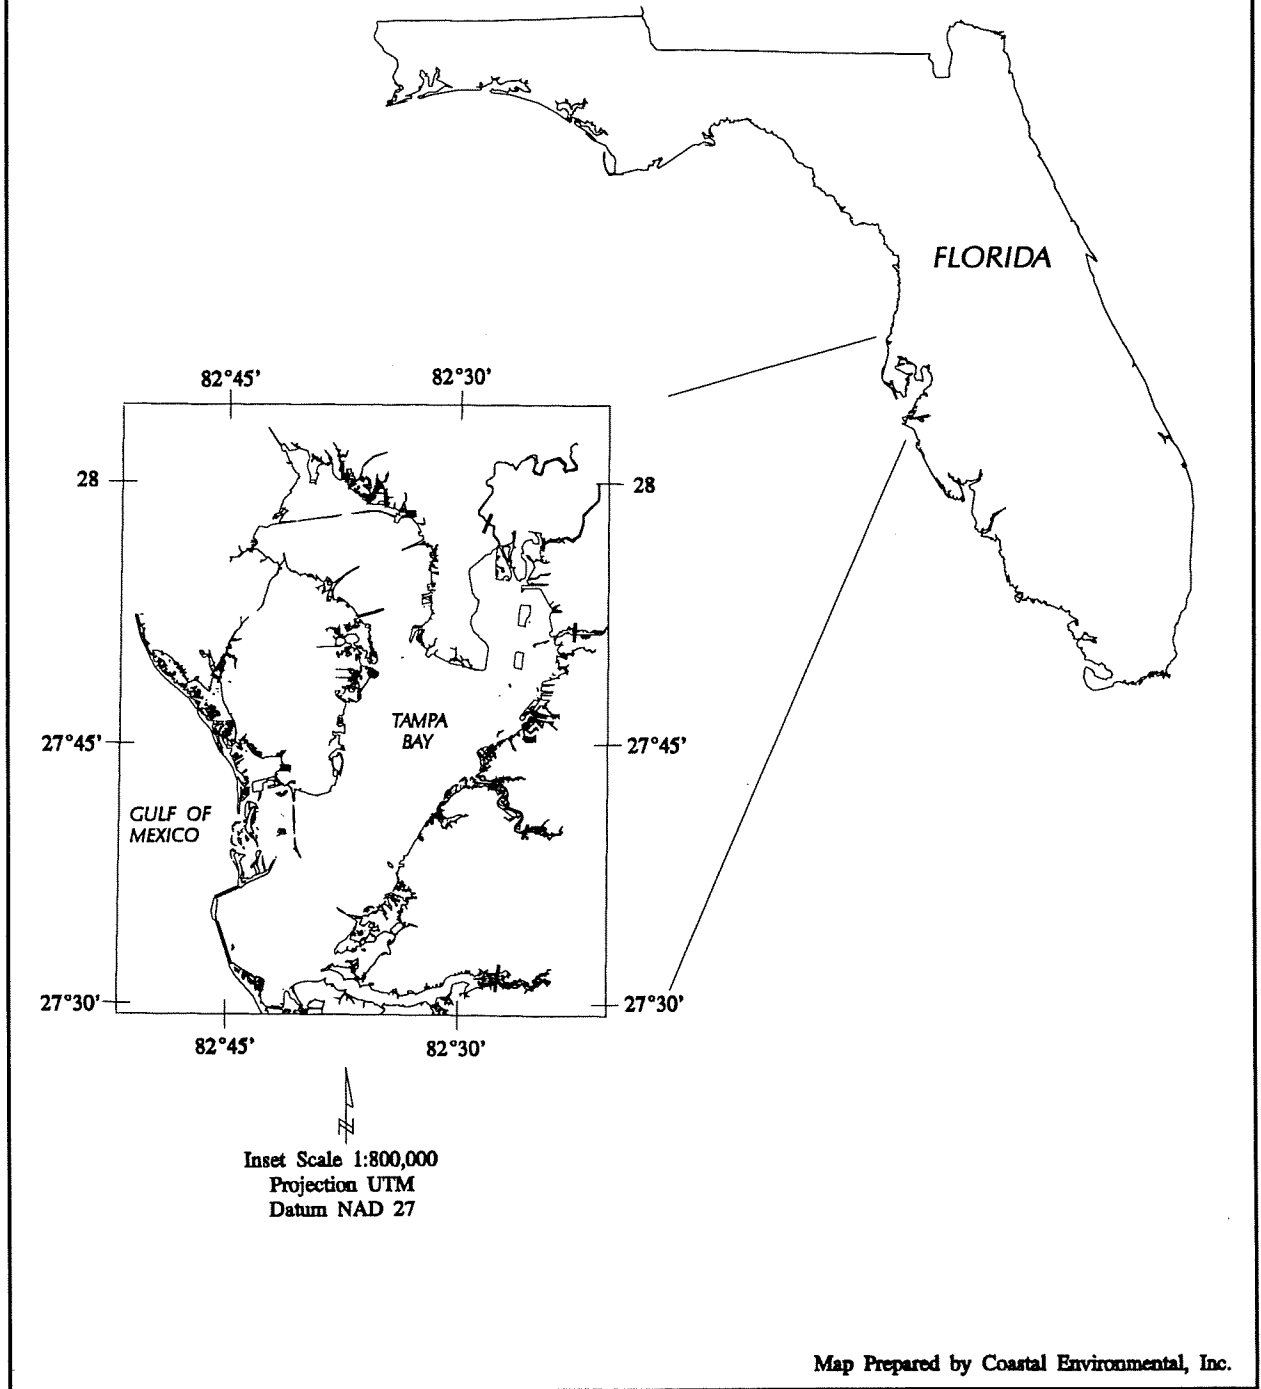 FLORIDA
82°45'
82°30'
28
28
TAMPA
BAY
27°45'
27°45'
GULF OF
MEXICO
27°30'
27°30'
82°45'
82°30'
N
Inset Scale 1:800,000
Projection UTM
Datum NAD 27
Map Prepared by Coastal Environmental, Inc.